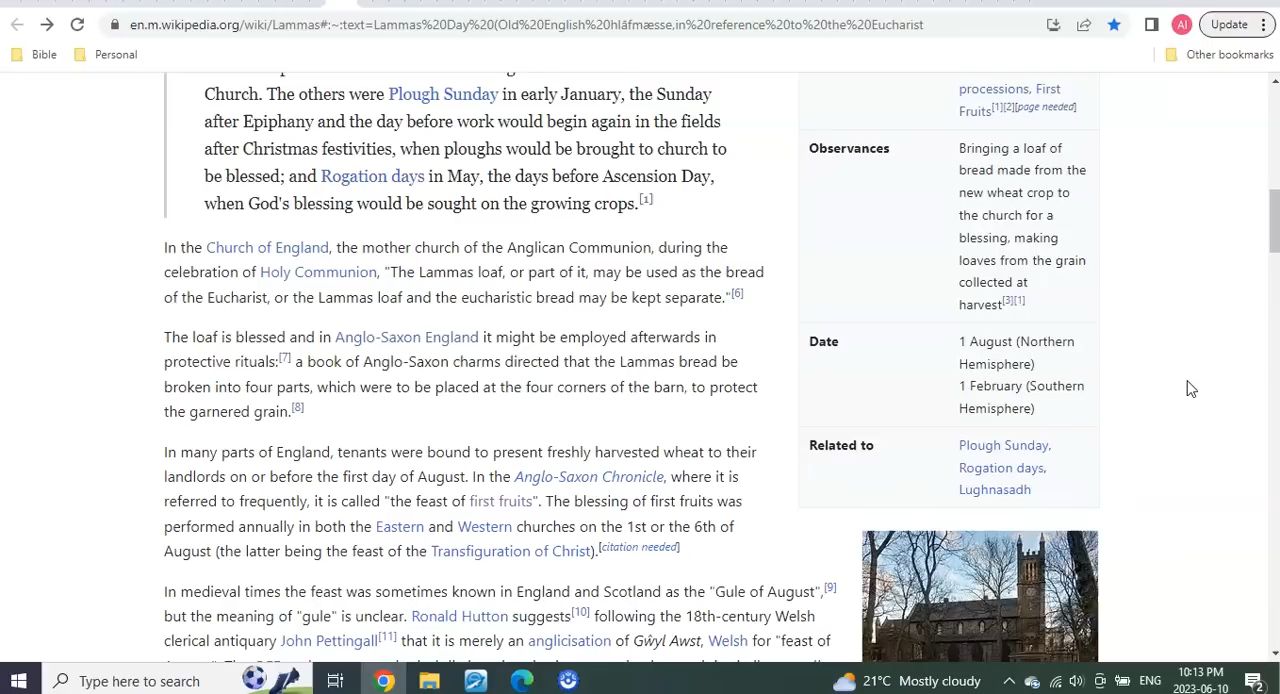 en.m.wikipedia.org/wiki/Lammas#:~:text=Lammas%20Day%20(Old%20English%20hlāfmæsse,in%20reference%20to%20the%20Eucharist
AI
Update
Bible
Personal
Other bookmarks
Church. The others were Plough Sunday in early January, the Sunday
after Epiphany and the day before work would begin again in the fields
after Christmas festivities, when ploughs would be brought to church to
be blessed; and Rogation days in May, the days before Ascension Day,
when God's blessing would be sought on the growing crops.[1]
In the Church of England, the mother church of the Anglican Communion, during the
celebration of Holy Communion, "The Lammas loaf, or part of it, may be used as the bread
of the Eucharist, or the Lammas loaf and the eucharistic bread may be kept separate."[6]
The loaf is blessed and in Anglo-Saxon England it might be employed afterwards in
protective rituals:[7] a book of Anglo-Saxon charms directed that the Lammas bread be
broken into four parts, which were to be placed at the four corners of the barn, to protect
the garnered grain.[8]
In many parts of England, tenants were bound to present freshly harvested wheat to their
landlords on or before the first day of August. In the Anglo-Saxon Chronicle, where it is
referred to frequently, it is called "the feast of first fruits". The blessing of first fruits was
performed annually in both the Eastern and Western churches on the 1st or the 6th of
August (the latter being the feast of the Transfiguration of Christ).[citation needed]
In medieval times the feast was sometimes known in England and Scotland as the "Gule of August",[9]
but the meaning of "gule" is unclear. Ronald Hutton suggests[10] following the 18th-century Welsh
clerical antiquary John Pettingall[11] that it is merely an anglicisation of Gŵyl Awst, Welsh for "feast of
processions, First
Fruits[1][2][page needed]
Observances
Bringing a loaf of
bread made from the
new wheat crop to
the church for a
blessing, making
loaves from the grain
collected at
harvest[3][1]
Date
1 August (Northern
Hemisphere)
1 February (Southern
Hemisphere)
Related to
Plough Sunday,
Rogation days,
Lughnasadh
Type here to search
21°C Mostly cloudy
ENG
10:13 PM
2023-06-10
2